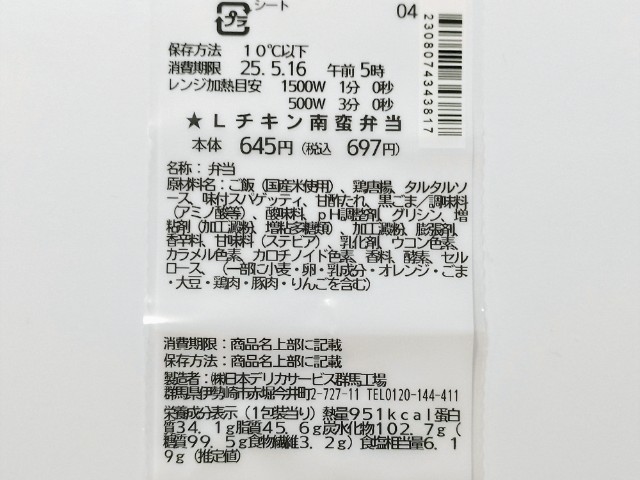 プラ
シート
04
2308074343817
保存方法 10℃以下
消費期限 25. 5.16 午前 5時
レンジ加熱目安 1500W 1分 0秒
500W 3分 0秒
★Lチキン南蛮弁当
本体 645円(税込 697円)
名称:弁当
原材料名:ご飯(国産米使用)、鶏唐揚、タルタルソ
ース、味付スパゲッティ、甘酢たれ、黒ごま/調味料
(アミノ酸等)、酸味料、pH調整剤、グリシン、増
粘剤(加工澱粉、増粘多糖類)、加工澱粉、膨張剤、
香辛料、甘味料(ステビア)、乳化剤、ウコン色素、
カラメル色素、カロチノイド色素、香料、酵素、セル
ロース、(一部に小麦・卵・乳成分・オレンジ・ごま
・大豆・鶏肉・豚肉・りんごを含む)
消費期限:商品名上部に記載
保存方法:商品名上部に記載
製造者:㈱日本デリカサービス群馬工場
群馬県伊勢崎市赤堀今井町2-727-11 TEL0120-144-411
栄養成分表示(1包装当り)熱量951kcal蛋白
質34.1g脂質45.6g炭水化物102.7g(
糖質99.5g食物繊維3.2g)食塩相当量6.1
9g(推定値)